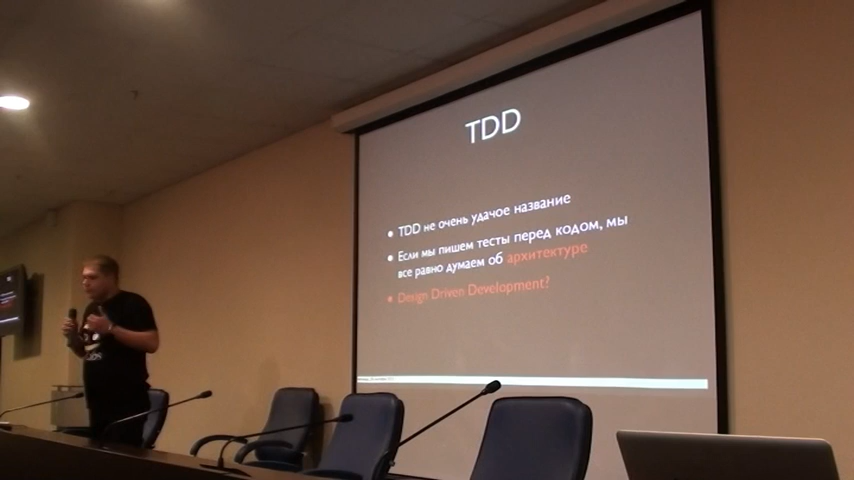 TDD
TDD не очень удачое название
Если мы пишем тесты перед кодом, мы
все равно думаем об архитектуре
Design Driven Development?